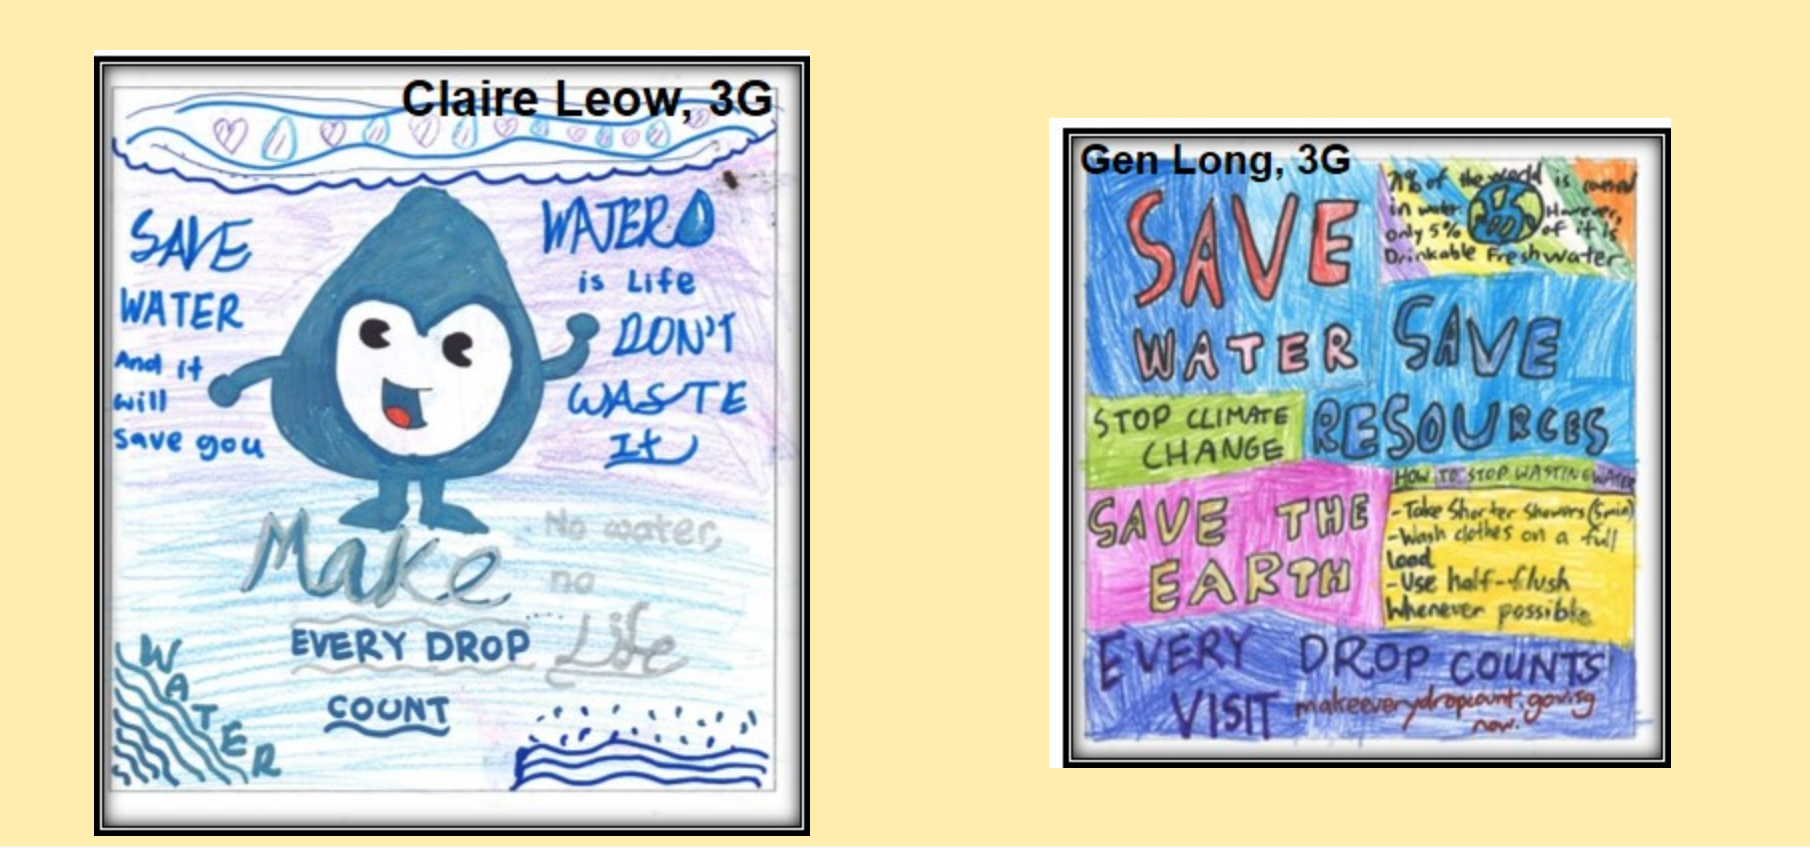 Claire Leow, 3G
SAVE
WATER
And it
will
save you
WATER
is Life
DON'T
WASTE
It
Make
EVERY DROP
COUNT
No water,
no
Life
WATER
Gen Long, 3G
SAVE
WATER
71% of the world is covered
in water. However,
only 5% of it is
Drinkable Freshwater.
SAVE
RESOURCES
STOP CLIMATE
CHANGE
HOW TO STOP WASTING WATER
- Take Shorter Showers (5min)
- Wash clothes on a full
load
- Use half-flush
Whenever possible
SAVE THE
EARTH
EVERY DROP COUNTS
VISIT makeeverydropcount.gov.sg
now.